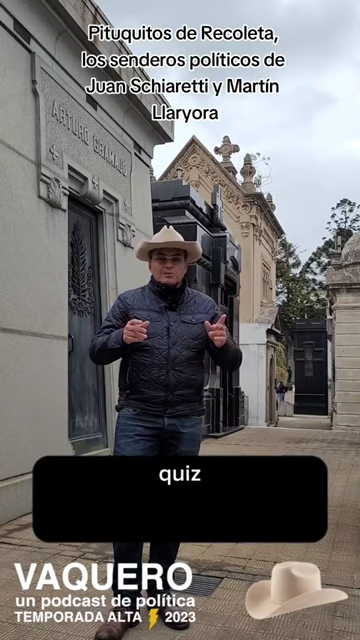 Pituquitos de Recoleta,
los senderos políticos de
Juan Schiaretti y Martín
Llaryora
ARTURO GRAMAJO
quiz
VAQUERO
un podcast de política
TEMPORADA ALTA⚡2023